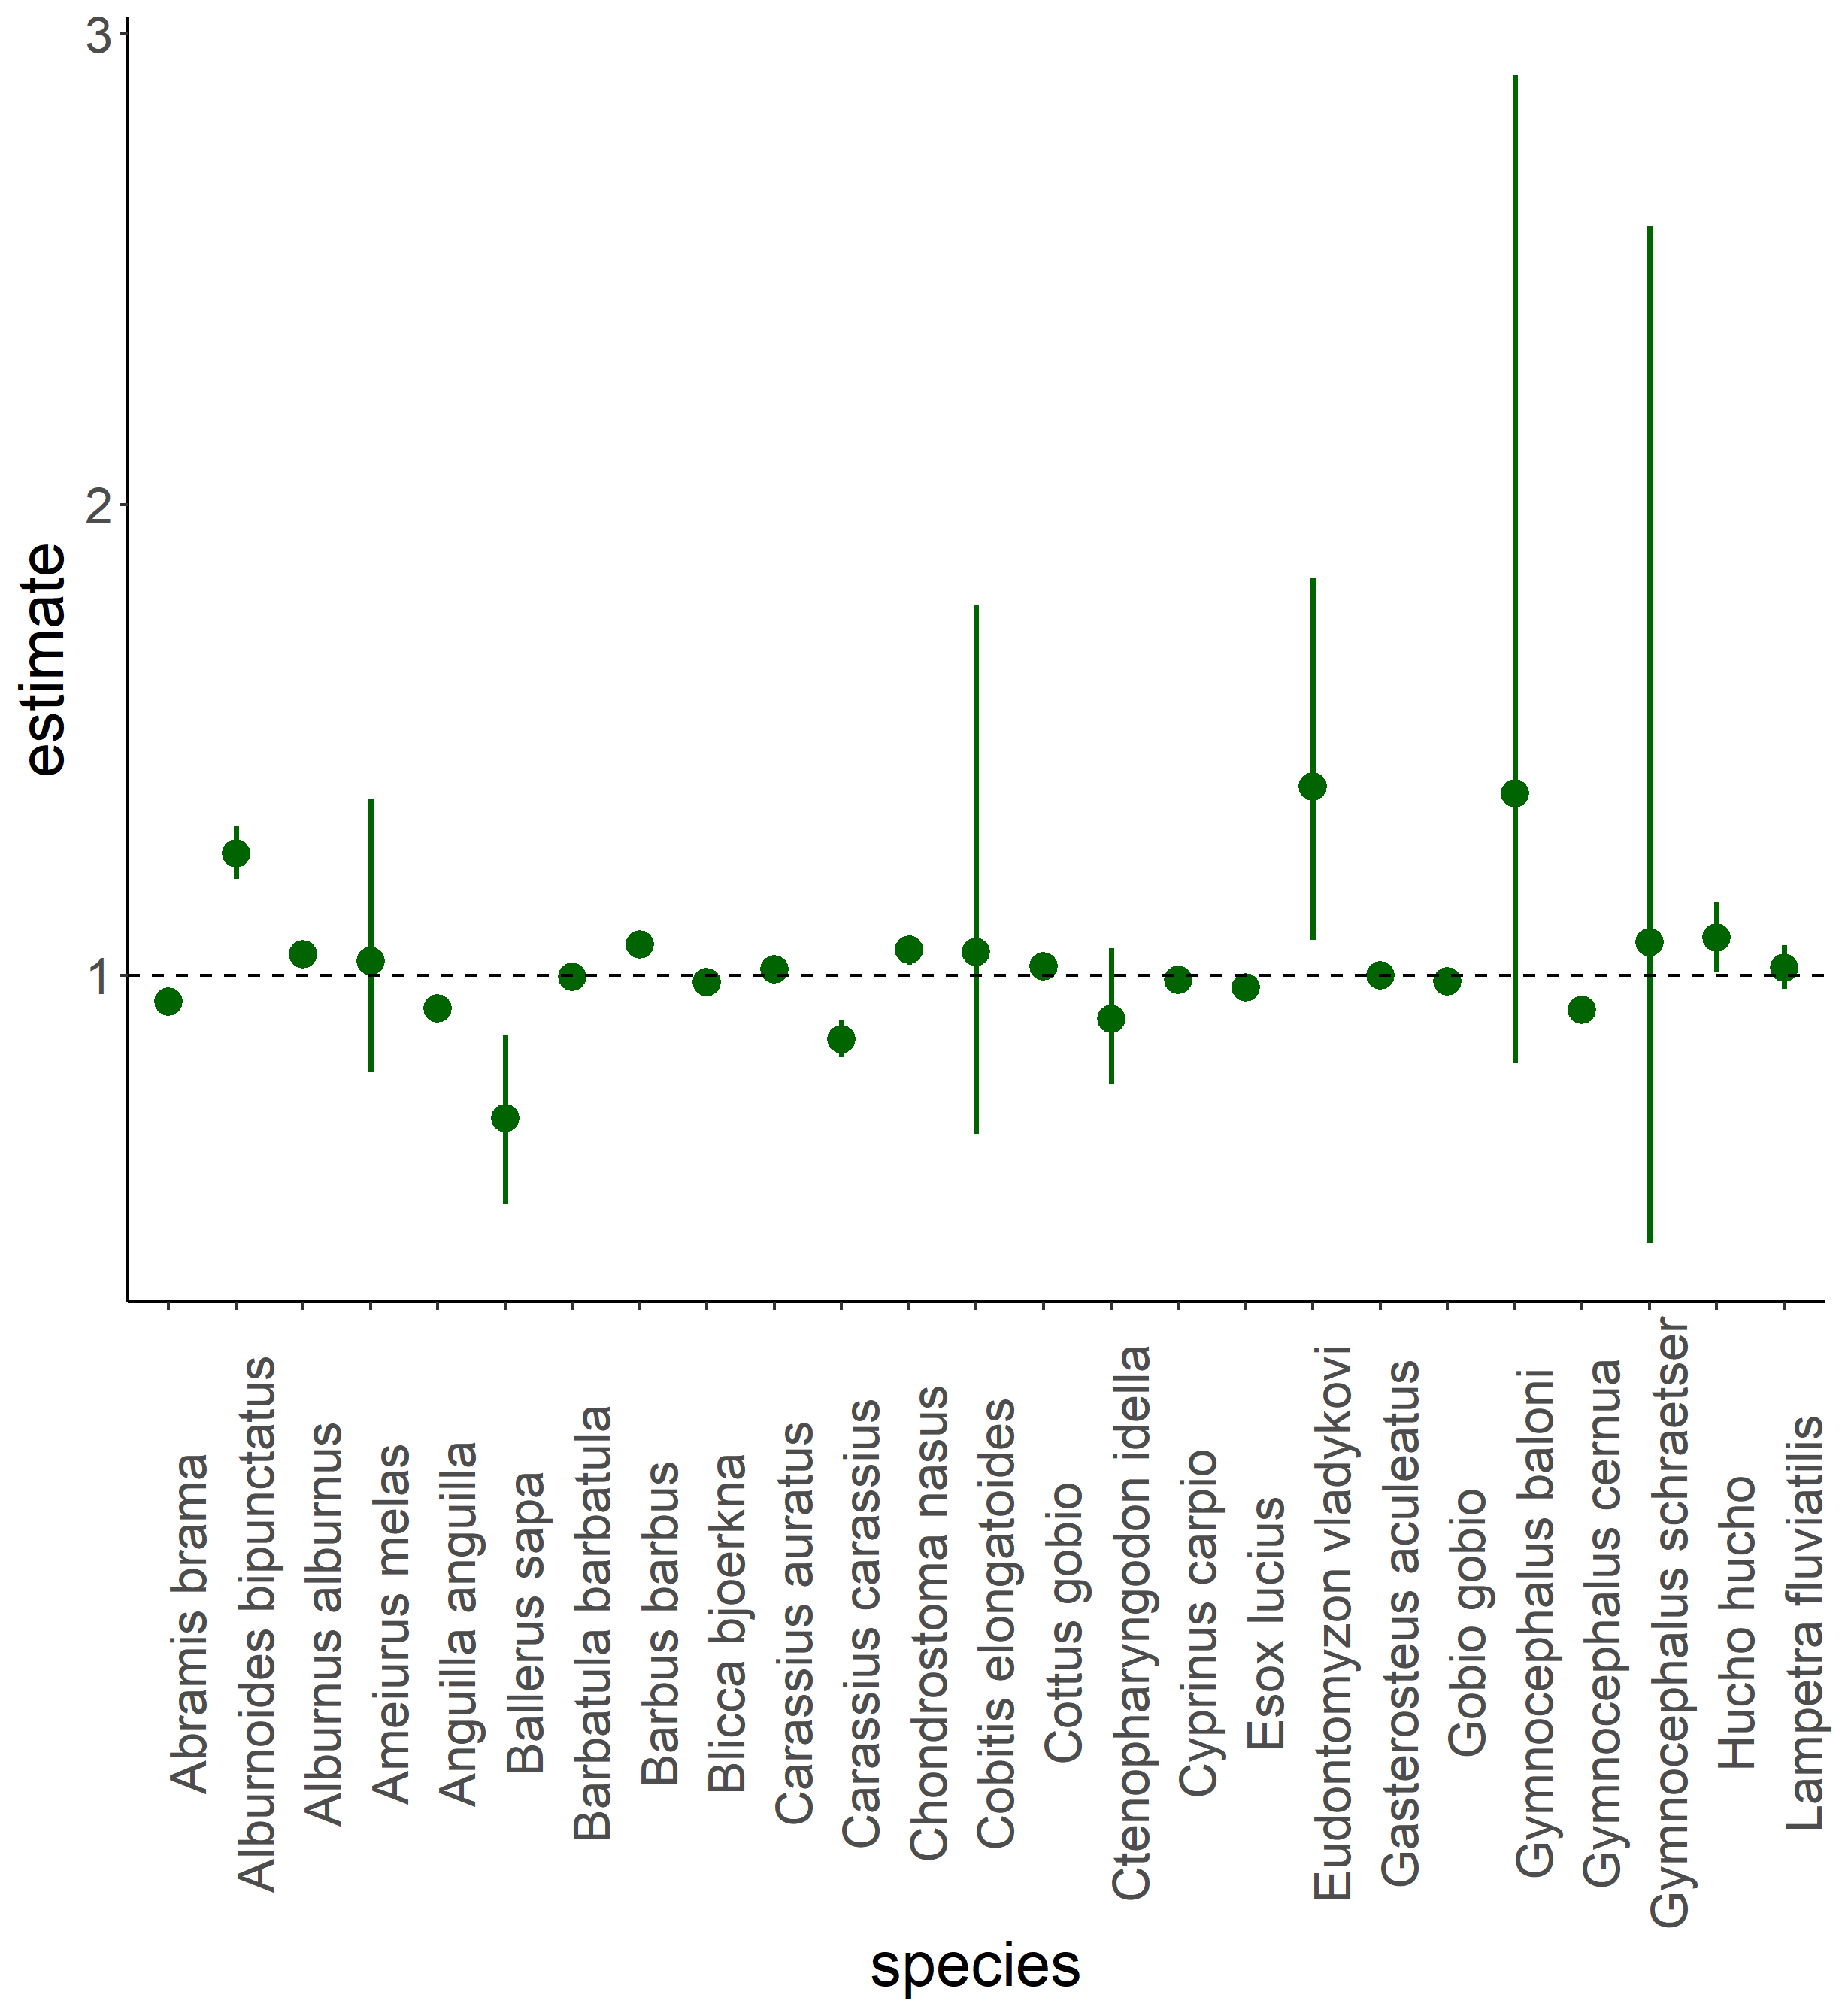 3
2
1
estimate
Abramis brama
Alburnoides bipunctatus
Alburnus alburnus
Ameiurus melas
Anguilla anguilla
Ballerus sapa
Barbatula barbatula
Barbus barbus
Blicca bjoerkna
Carassius auratus
Carassius carassius
Chondrostoma nasus
Cobitis elongatoides
Cottus gobio
Ctenopharyngodon idella
Cyprinus carpio
Esox lucius
Eudontomyzon vladykovi
Gasterosteus aculeatus
Gobio gobio
Gymnocephalus baloni
Gymnocephalus cernua
Gymnocephalus schraetser
Hucho hucho
Lampetra fluviatilis
species